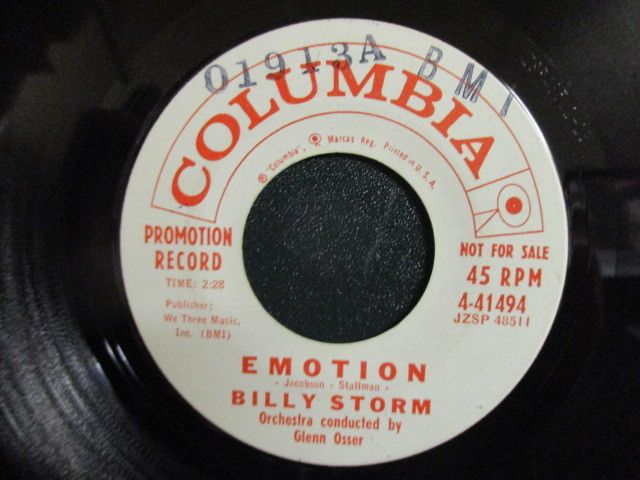 01913A BMI
COLUMBIA
® "Columbia", Marcas Reg. Printed in U.S.A.
PROMOTION
RECORD
TIME: 2:28
Publisher:
We Three Music,
Inc. (BMI)
NOT FOR SALE
45 RPM
4-41494
JZSP 48511
EMOTION
- Jacobson - Stallman -
BILLY STORM
Orchestra conducted by
Glenn Osser